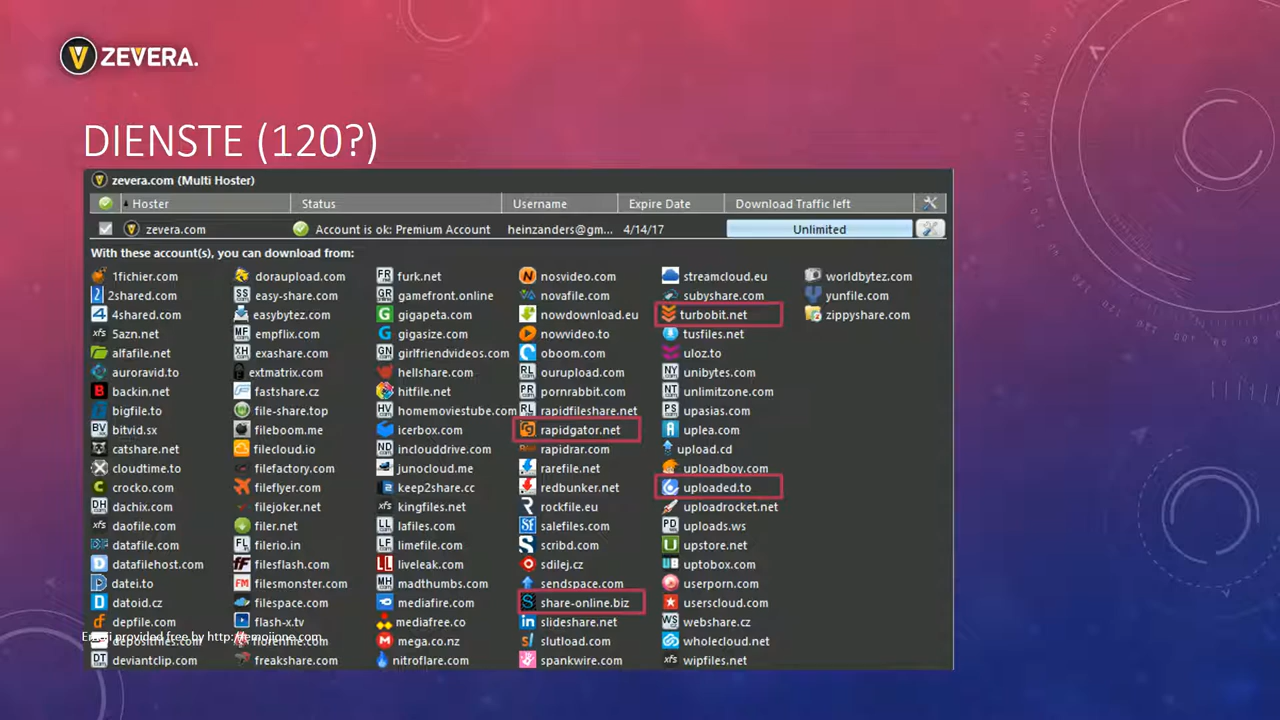 ZEVERA.
DIENSTE (120?)
zevera.com (Multi Hoster)
Hoster Status Username Expire Date Download Traffic left
zevera.com Account is ok: Premium Account heinzanders@gm... 4/14/17 Unlimited
With these account(s), you can download from:
1fichier.com doraupload.com furk.net nosvideo.com streamcloud.eu worldbytez.com
2shared.com easy-share.com gamefront.online novafile.com subyshare.com yunfile.com
4shared.com easybytez.com gigapeta.com nowdownload.eu turbobit.net zippyshare.com
5azn.net empflix.com gigasize.com nowvideo.to tusfiles.net
alfafile.net exashare.com girlfriendvideos.com oboom.com uloz.to
auroravid.to extmatrix.com hellshare.com ourupload.com unibytes.com
backin.net fastshare.cz hitfile.net pornrabbit.com unlimitzone.com
bigfile.to file-share.top homemoviestube.com rapidfileshare.net upasias.com
bitvid.sx fileboom.me icerbox.com rapidgator.net uplea.com
catshare.net filecloud.io inclouddrive.com rapidrar.com upload.cd
cloudtime.to filefactory.com junocloud.me rarefile.net uploadboy.com
crocko.com fileflyer.com keep2share.cc redbunker.net uploaded.to
dachix.com filejoker.net kingfiles.net rockfile.eu uploadrocket.net
daofile.com filer.net lafiles.com salefiles.com uploads.ws
datafile.com filerio.in limefile.com scribd.com upstore.net
datafilehost.com filesflash.com liveleak.com sdilej.cz uptobox.com
datei.to filesmonster.com madthumbs.com sendspace.com userporn.com
datoid.cz filespace.com mediafire.com share-online.biz userscloud.com
depfile.com flash-x.tv mediafree.co slideshare.net webshare.cz
depositfiles.com florenfile.com mega.co.nz slutload.com wholecloud.net
Emoji provided free by http://emojione.com
deviantclip.com freakshare.com nitroflare.com spankwire.com wipfiles.net